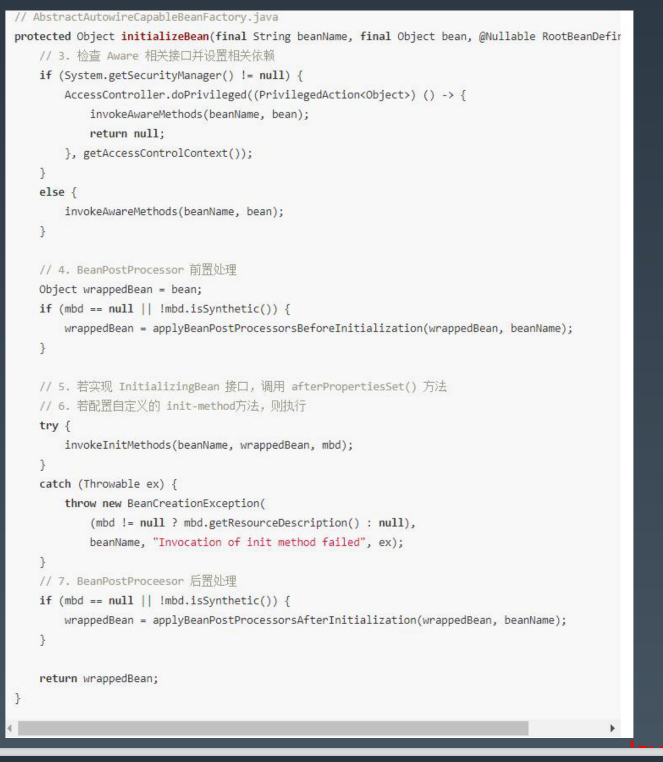 // AbstractAutowireCapableBeanFactory.java
protected Object initializeBean(final String beanName, final Object bean, @Nullable RootBeanDefir
// 3. 检查 Aware 相关接口并设置相关依赖
if (System.getSecurityManager() != null) {
AccessController.doPrivileged((PrivilegedAction<Object>) () -> {
invokeAwareMethods(beanName, bean);
return null;
}, getAccessControlContext());
}
else {
invokeAwareMethods(beanName, bean);
}
// 4. BeanPostProcessor 前置处理
Object wrappedBean = bean;
if (mbd == null || !mbd.isSynthetic()) {
wrappedBean = applyBeanPostProcessorsBeforeInitialization(wrappedBean, beanName);
}
// 5. 若实现 InitializingBean 接口，调用 afterPropertiesSet() 方法
// 6. 若配置自定义的 init-method方法，则执行
try {
invokeInitMethods(beanName, wrappedBean, mbd);
}
catch (Throwable ex) {
throw new BeanCreationException(
(mbd != null ? mbd.getResourceDescription() : null),
beanName, "Invocation of init method failed", ex);
}
// 7. BeanPostProceesor 后置处理
if (mbd == null || !mbd.isSynthetic()) {
wrappedBean = applyBeanPostProcessorsAfterInitialization(wrappedBean, beanName);
}
return wrappedBean;
}